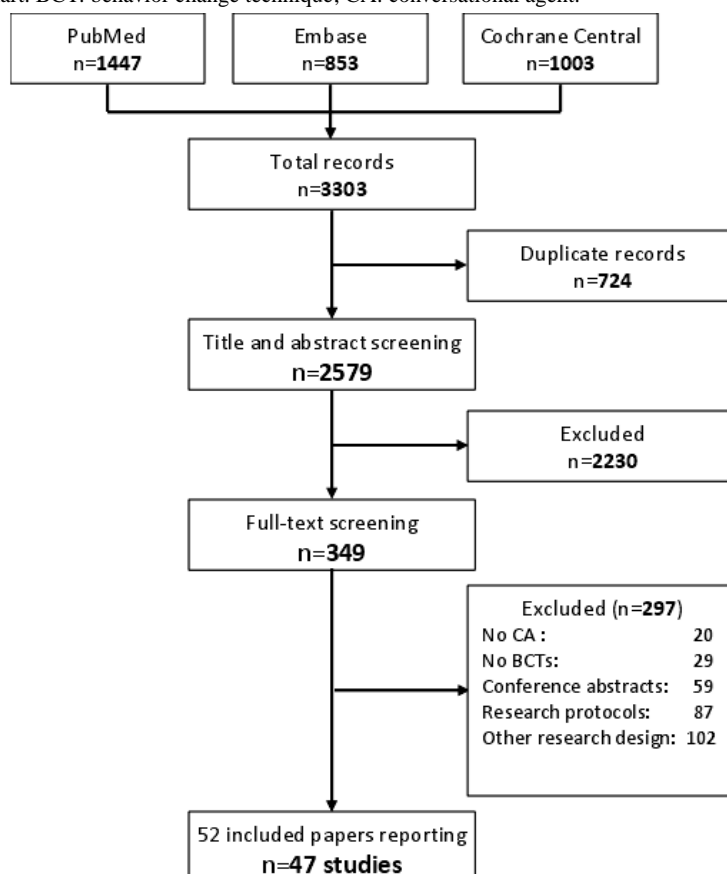 art. BCT: behavior change technique; CA: conversational agent.
PubMed
n=1447
Embase
n=853
Cochrane Central
n=1003
Total records
n=3303
Duplicate records
n=724
Title and abstract screening
n=2579
Excluded
n=2230
Full-text screening
n=349
Excluded (n=297)
No CA : 20
No BCTs: 29
Conference abstracts: 59
Research protocols: 87
Other research design: 102
52 included papers reporting
n=47 studies